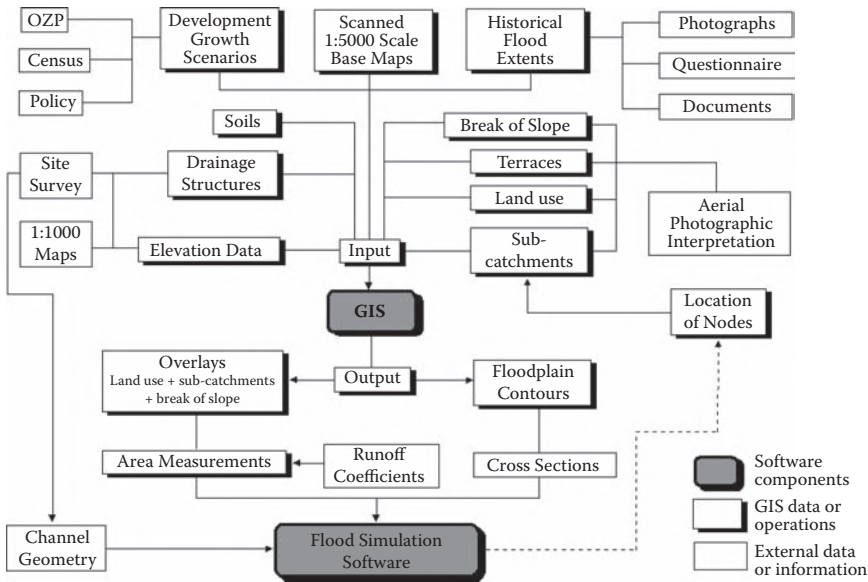 OZP
Census
Policy
Development
Growth
Scenarios
Scanned
1:5000 Scale
Base Maps
Historical
Flood
Extents
Photographs
Questionnaire
Documents
Soils
Break of Slope
Site
Survey
Drainage
Structures
Terraces
Land use
Aerial
Photographic
Interpretation
1:1000
Maps
Elevation Data
Input
Sub-
catchments
GIS
Location
of Nodes
Overlays
Land use + sub-catchments
+ break of slope
Output
Floodplain
Contours
Area Measurements
Runoff
Coefficients
Cross Sections
Channel
Geometry
Flood Simulation
Software
Software
components
GIS data or
operations
External data
or information